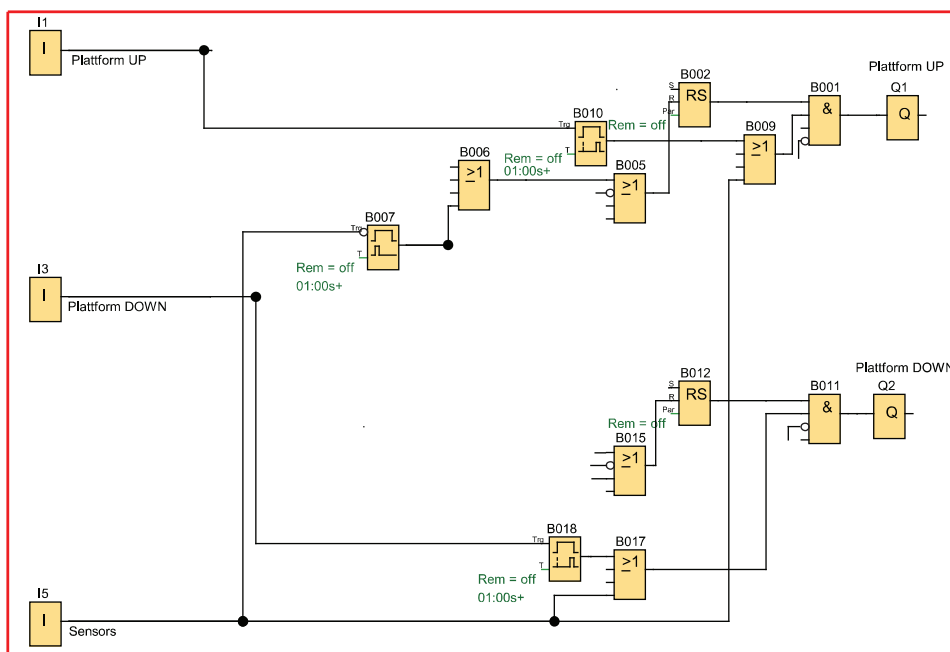 I1
I
Plattform UP
B002
S
R
RS
Par
Rem = off
B001
&
Plattform UP
Q1
Q
B010
Trg
T
Rem = off
01:00s+
B009
>1
B006
>1
B005
>1
B007
Trg
T
Rem = off
01:00s+
I3
I
Plattform DOWN
B012
S
R
RS
Par
Rem = off
B011
&
Plattform DOWN
Q2
Q
B015
>1
B018
Trg
T
Rem = off
01:00s+
B017
>1
I5
I
Sensors